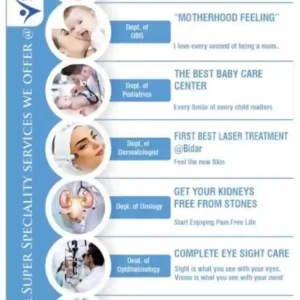 SUPER SPECIALITY SERVICES WE OFFER @
Dept. of
OBG
"MOTHERHOOD FEELING"
I love every second of being a mom..
Dept. of
Pediatrics
THE BEST BABY CARE
CENTER
Every Smile of every child matters.
Dept. of
Dermatologist
FIRST BEST LASER TREATMENT
@Bidar
Feel the new Skin
Dept. of Urology
GET YOUR KIDNEYS
FREE FROM STONES
Start Enjoying Pain Free Life
Dept. of
Opthalmology
COMPLETE EYE SIGHT CARE
Sight is what you see with your eyes,
Vision is what you see with your mind